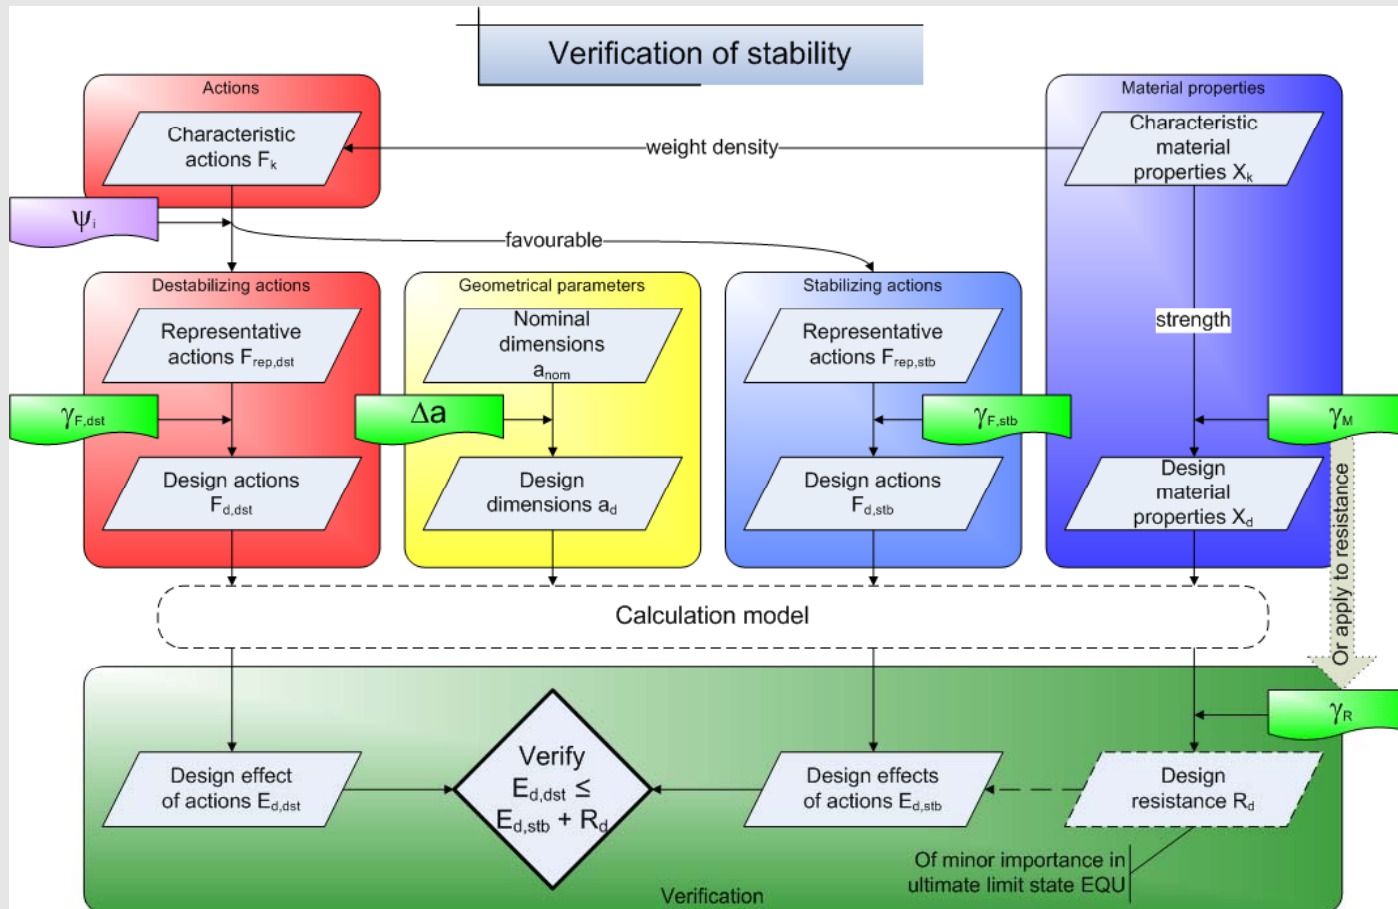 Verification of stability
Actions
Characteristic
actions Fk
weight density
Material properties
Characteristic
material
properties Xk
ψi
favourable
Destabilizing actions
Representative
actions Frep,dst
γF,dst
Design actions
Fd,dst
Geometrical parameters
Nominal
dimensions
anom
Δa
Design
dimensions ad
Stabilizing actions
Representative
actions Frep,stb
γF,stb
Design actions
Fd,stb
strength
γM
Design
material
properties Xd
Or apply to resistance
Calculation model
γR
Design effect
of actions Ed,dst
Verify
Ed,dst ≤
Ed,stb + Rd
Design effects
of actions Ed,stb
Design
resistance Rd
Of minor importance in
ultimate limit state EQU
Verification